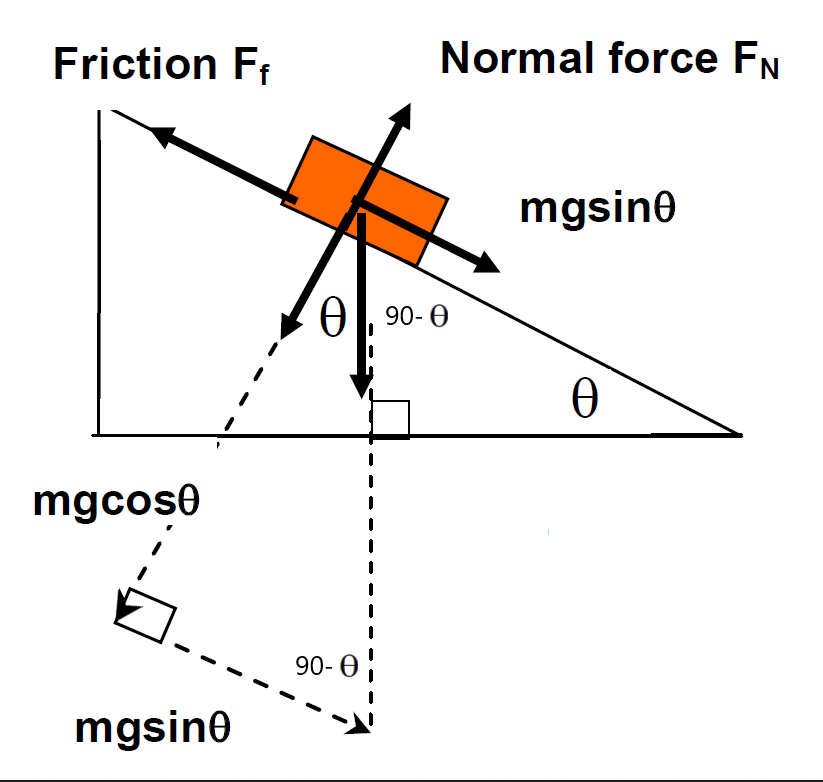 Friction Ff
Normal force FN
mgsinθ
θ
90- θ
θ
mgcosθ
90- θ
mgsinθ